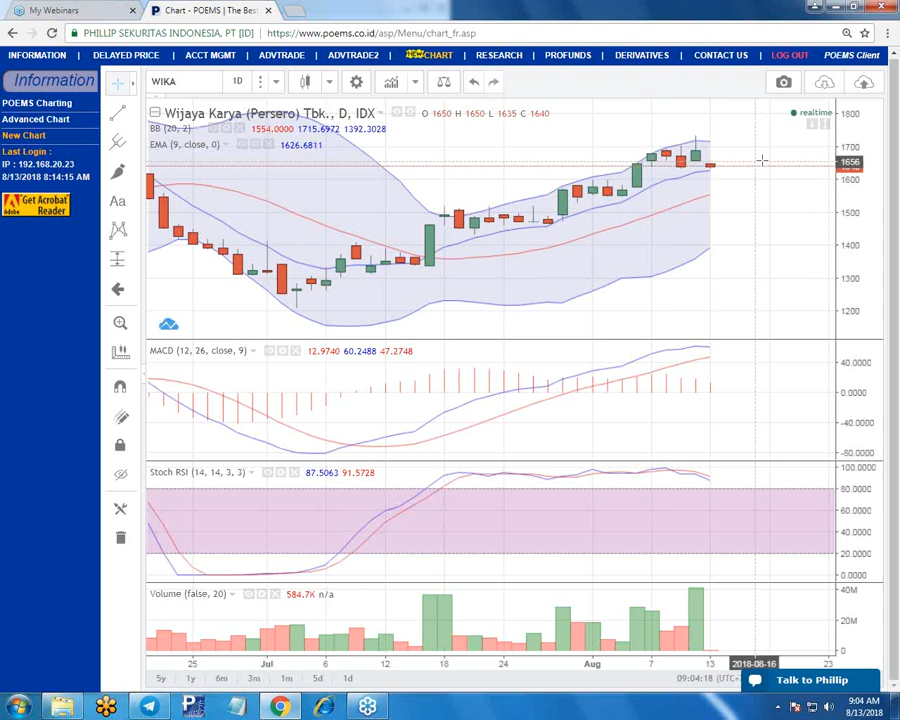 My Webinars
Chart - POEMS | The Bes
PHILLIP SEKURITAS INDONESIA. PT [ID]
https://www.poems.co.id/asp/Menu/chart_fr.asp
INFORMATION DELAYED PRICE ACCT MGMT ADVTRADE ADVTRADE2 NEW CHART RESEARCH PROFUNDS DERIVATIVES CONTACT US LOG OUT POEMS Client
Information
POEMS Charting
Advanced Chart
New Chart
Last Login :
IP : 192.168.20.23
8/13/2018 - 8:14:15 AM
Get Acrobat
Reader
WIKA 1D
Wijaya Karya (Persero) Tbk., D, IDX O 1650 H 1650 L 1635 C 1640
realtime
BB (20, 2) 1554.0000 1715.6972 1392.3028
EMA (9, close, 0) 1626.6811
1800
1700
1656
1600
1500
1400
1300
1200
MACD (12, 26, close, 9) 12.9740 60.2488 47.2748
40.0000
0.0000
-40.0000
-80.0000
Stoch RSI (14, 14, 3, 3) 87.5063 91.5728
100.0000
80.0000
60.0000
40.0000
20.0000
0.0000
Volume (false, 20) 584.7K n/a
40M
20M
0
25 Jul 6 12 18 24 Aug 7 13 2018-08-16 23
5y 1y 6m 3m 1m 5d 1d
09:04:18 (UTC+
Talk to Phillip
9:04 AM
8/13/2018